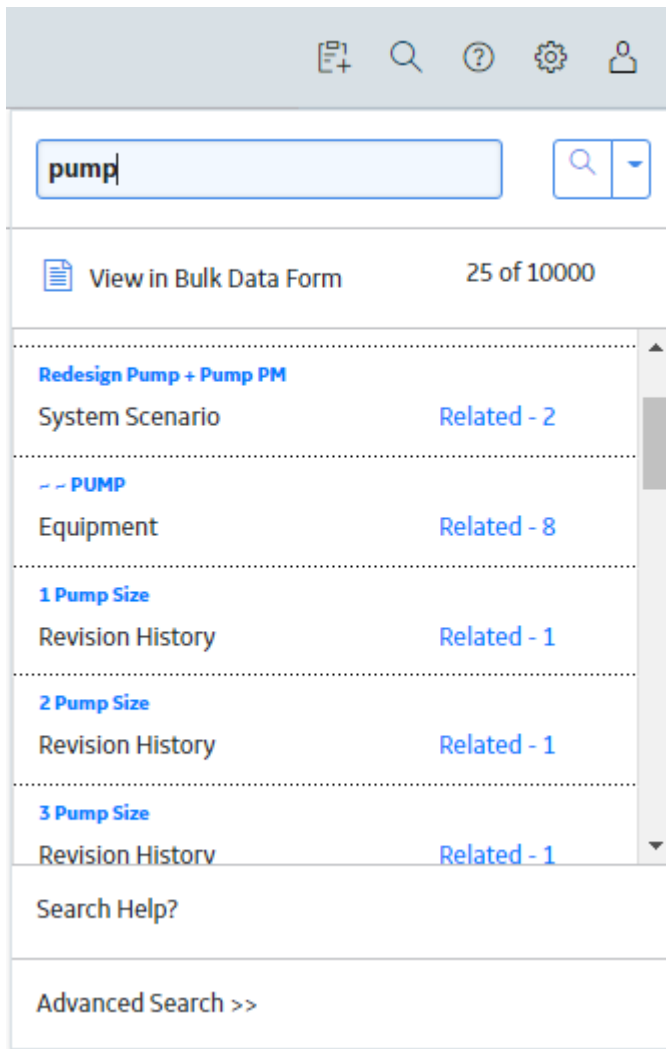 pump
View in Bulk Data Form 25 of 10000
Redesign Pump + Pump PM
System Scenario Related - 2
~ ~ PUMP
Equipment Related - 8
1 Pump Size
Revision History Related - 1
2 Pump Size
Revision History Related - 1
3 Pump Size
Revision History Related - 1
Search Help?
Advanced Search >>